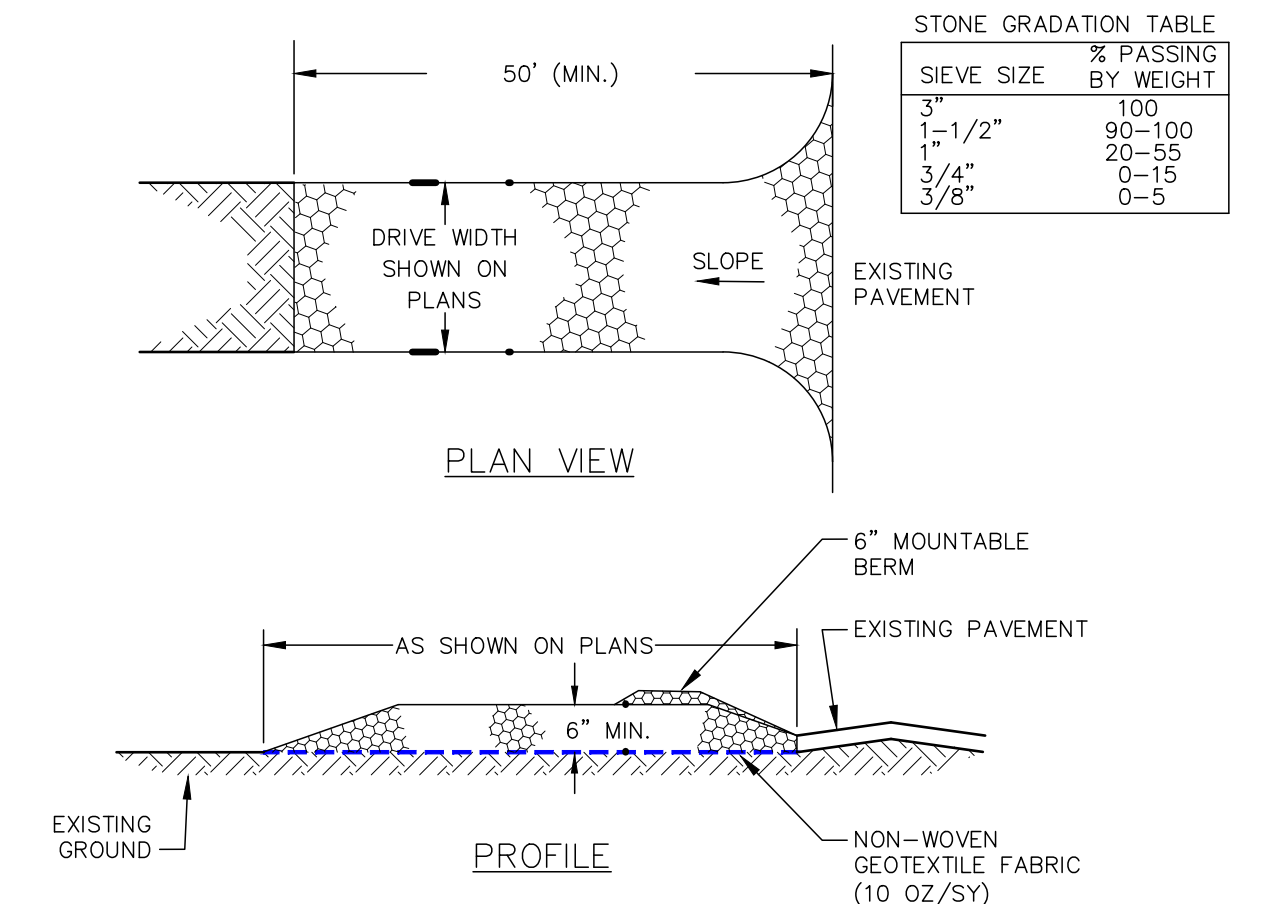 STONE GRADATION TABLE
SIEVE SIZE % PASSING BY WEIGHT
3” 100
1-1/2” 90-100
1” 20-55
3/4” 0-15
3/8” 0-5
50' (MIN.)
DRIVE WIDTH
SHOWN ON
PLANS
SLOPE
EXISTING
PAVEMENT
PLAN VIEW
6” MOUNTABLE
BERM
EXISTING PAVEMENT
AS SHOWN ON PLANS
6” MIN.
EXISTING
GROUND
PROFILE
NON-WOVEN
GEOTEXTILE FABRIC
(10 OZ/SY)